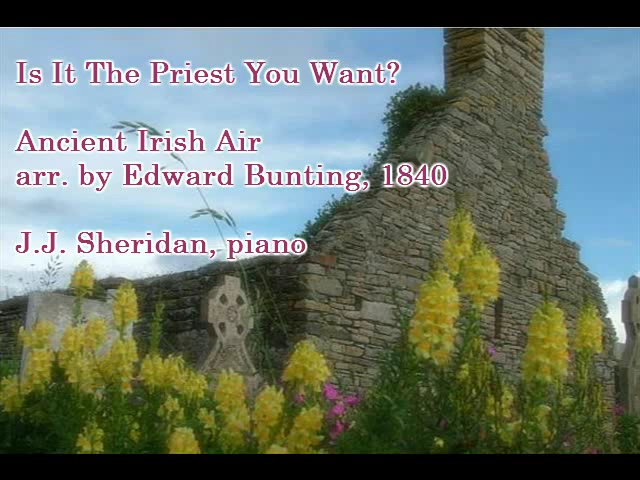 Is It The Priest You Want?
Ancient Irish Air
arr. by Edward Bunting, 1840
J.J. Sheridan, piano